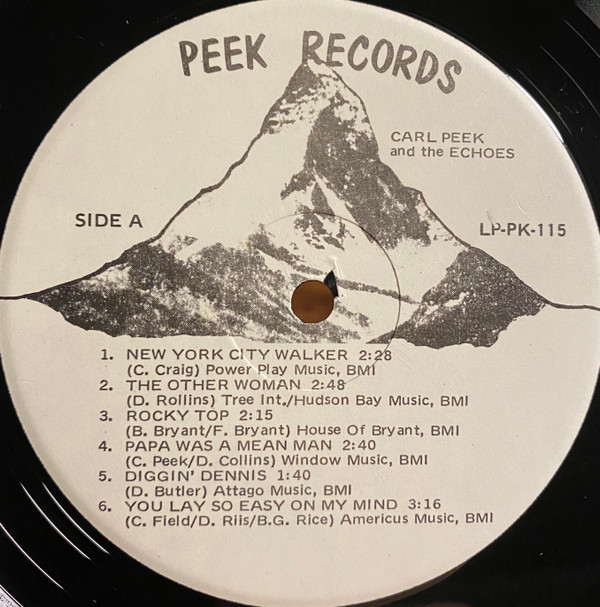 PEEK RECORDS
CARL PEEK
and the ECHOES
SIDE A
LP-PK-115
1. NEW YORK CITY WALKER 2:28
(C. Craig) Power Play Music, BMI
2. THE OTHER WOMAN 2:48
(D. Rollins) Tree Int./Hudson Bay Music, BMI
3. ROCKY TOP 2:15
(B. Bryant/F. Bryant) House Of Bryant, BMI
4. PAPA WAS A MEAN MAN 2:40
(C. Peek/D. Collins) Window Music, BMI
5. DIGGIN' DENNIS 1:40
(D. Butler) Attago Music, BMI
6. YOU LAY SO EASY ON MY MIND 3:16
(C. Field/D. Riis/B.G. Rice) Americus Music, BMI